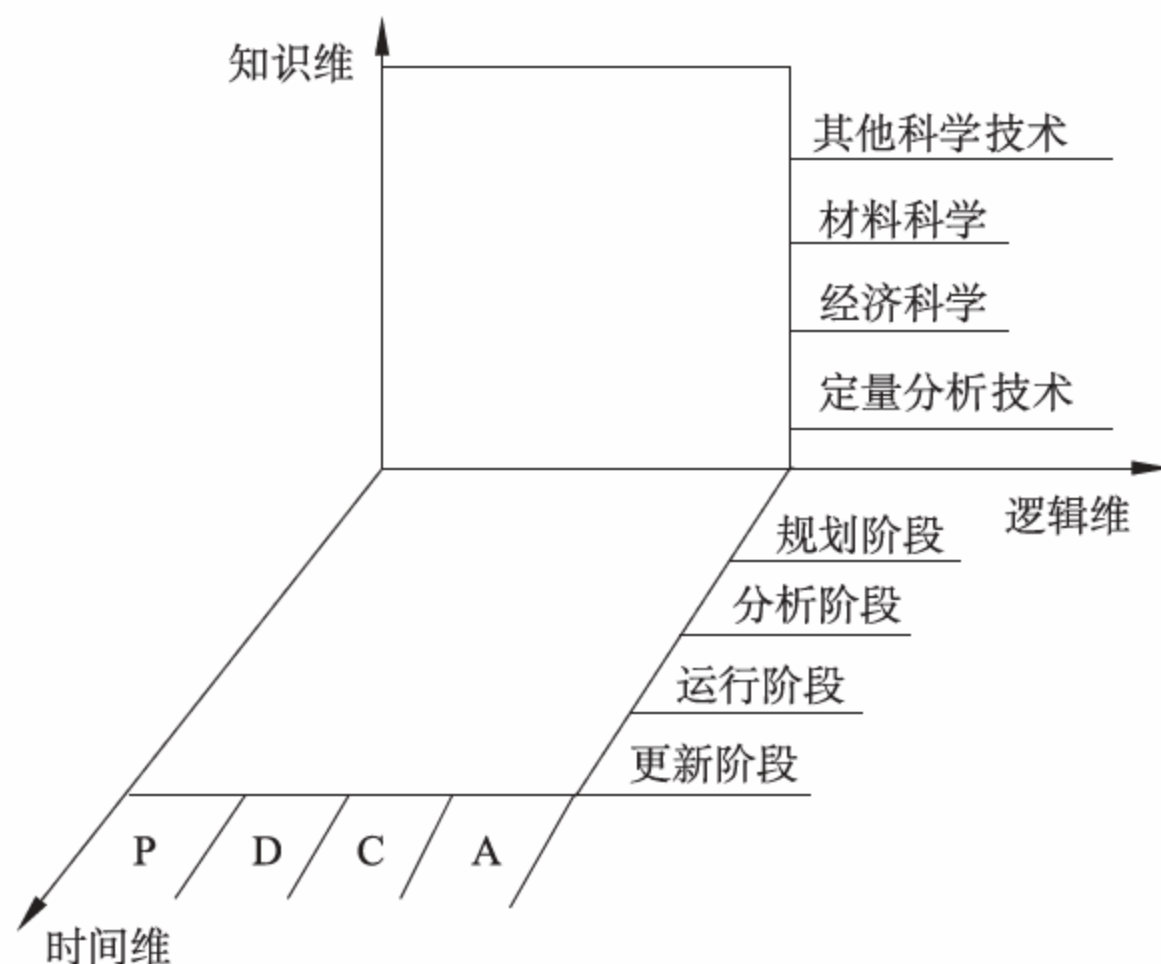 知识维
其他科学技术
材料科学
经济科学
定量分析技术
逻辑维
规划阶段
分析阶段
运行阶段
更新阶段
P D C A
时间维